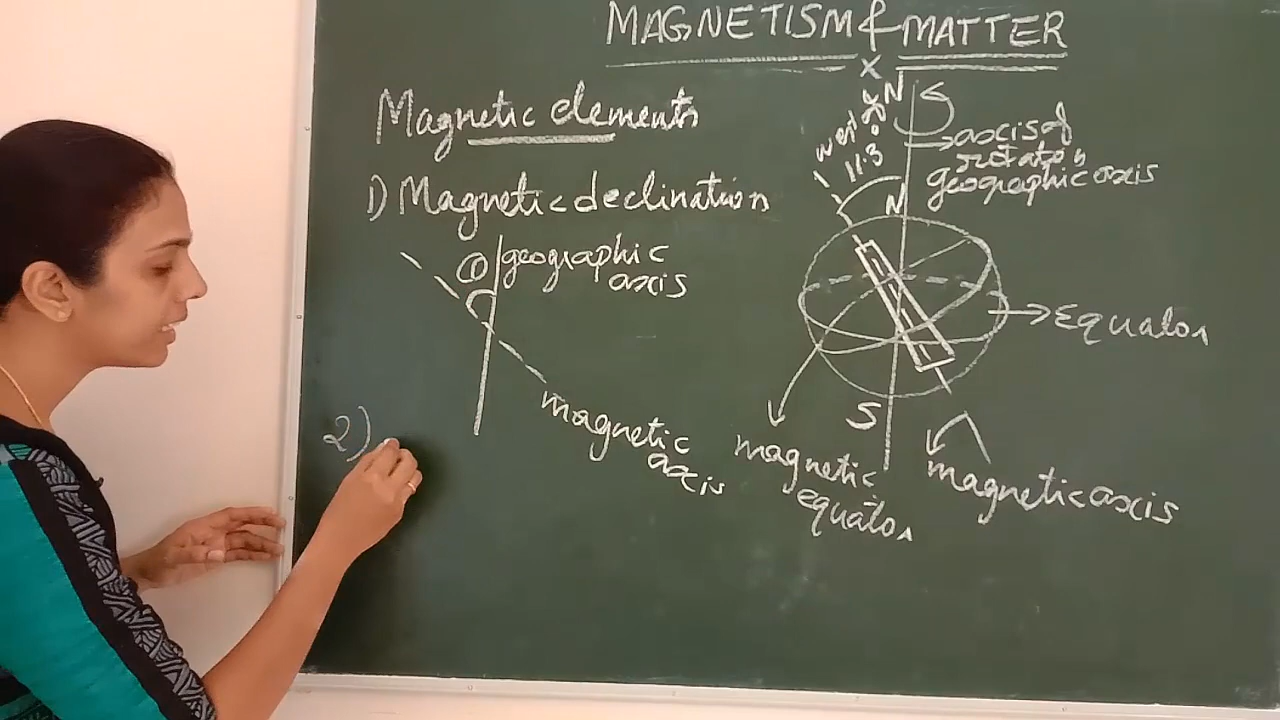 MAGNETISM & MATTER
x
Magnetic elements
1) Magnetic declination
geographic
axis
magnetic
axis
2)
N
west
11.3°
axis of
rotation
geographic axis
N
Equator
S
magnetic
equator
magnetic axis